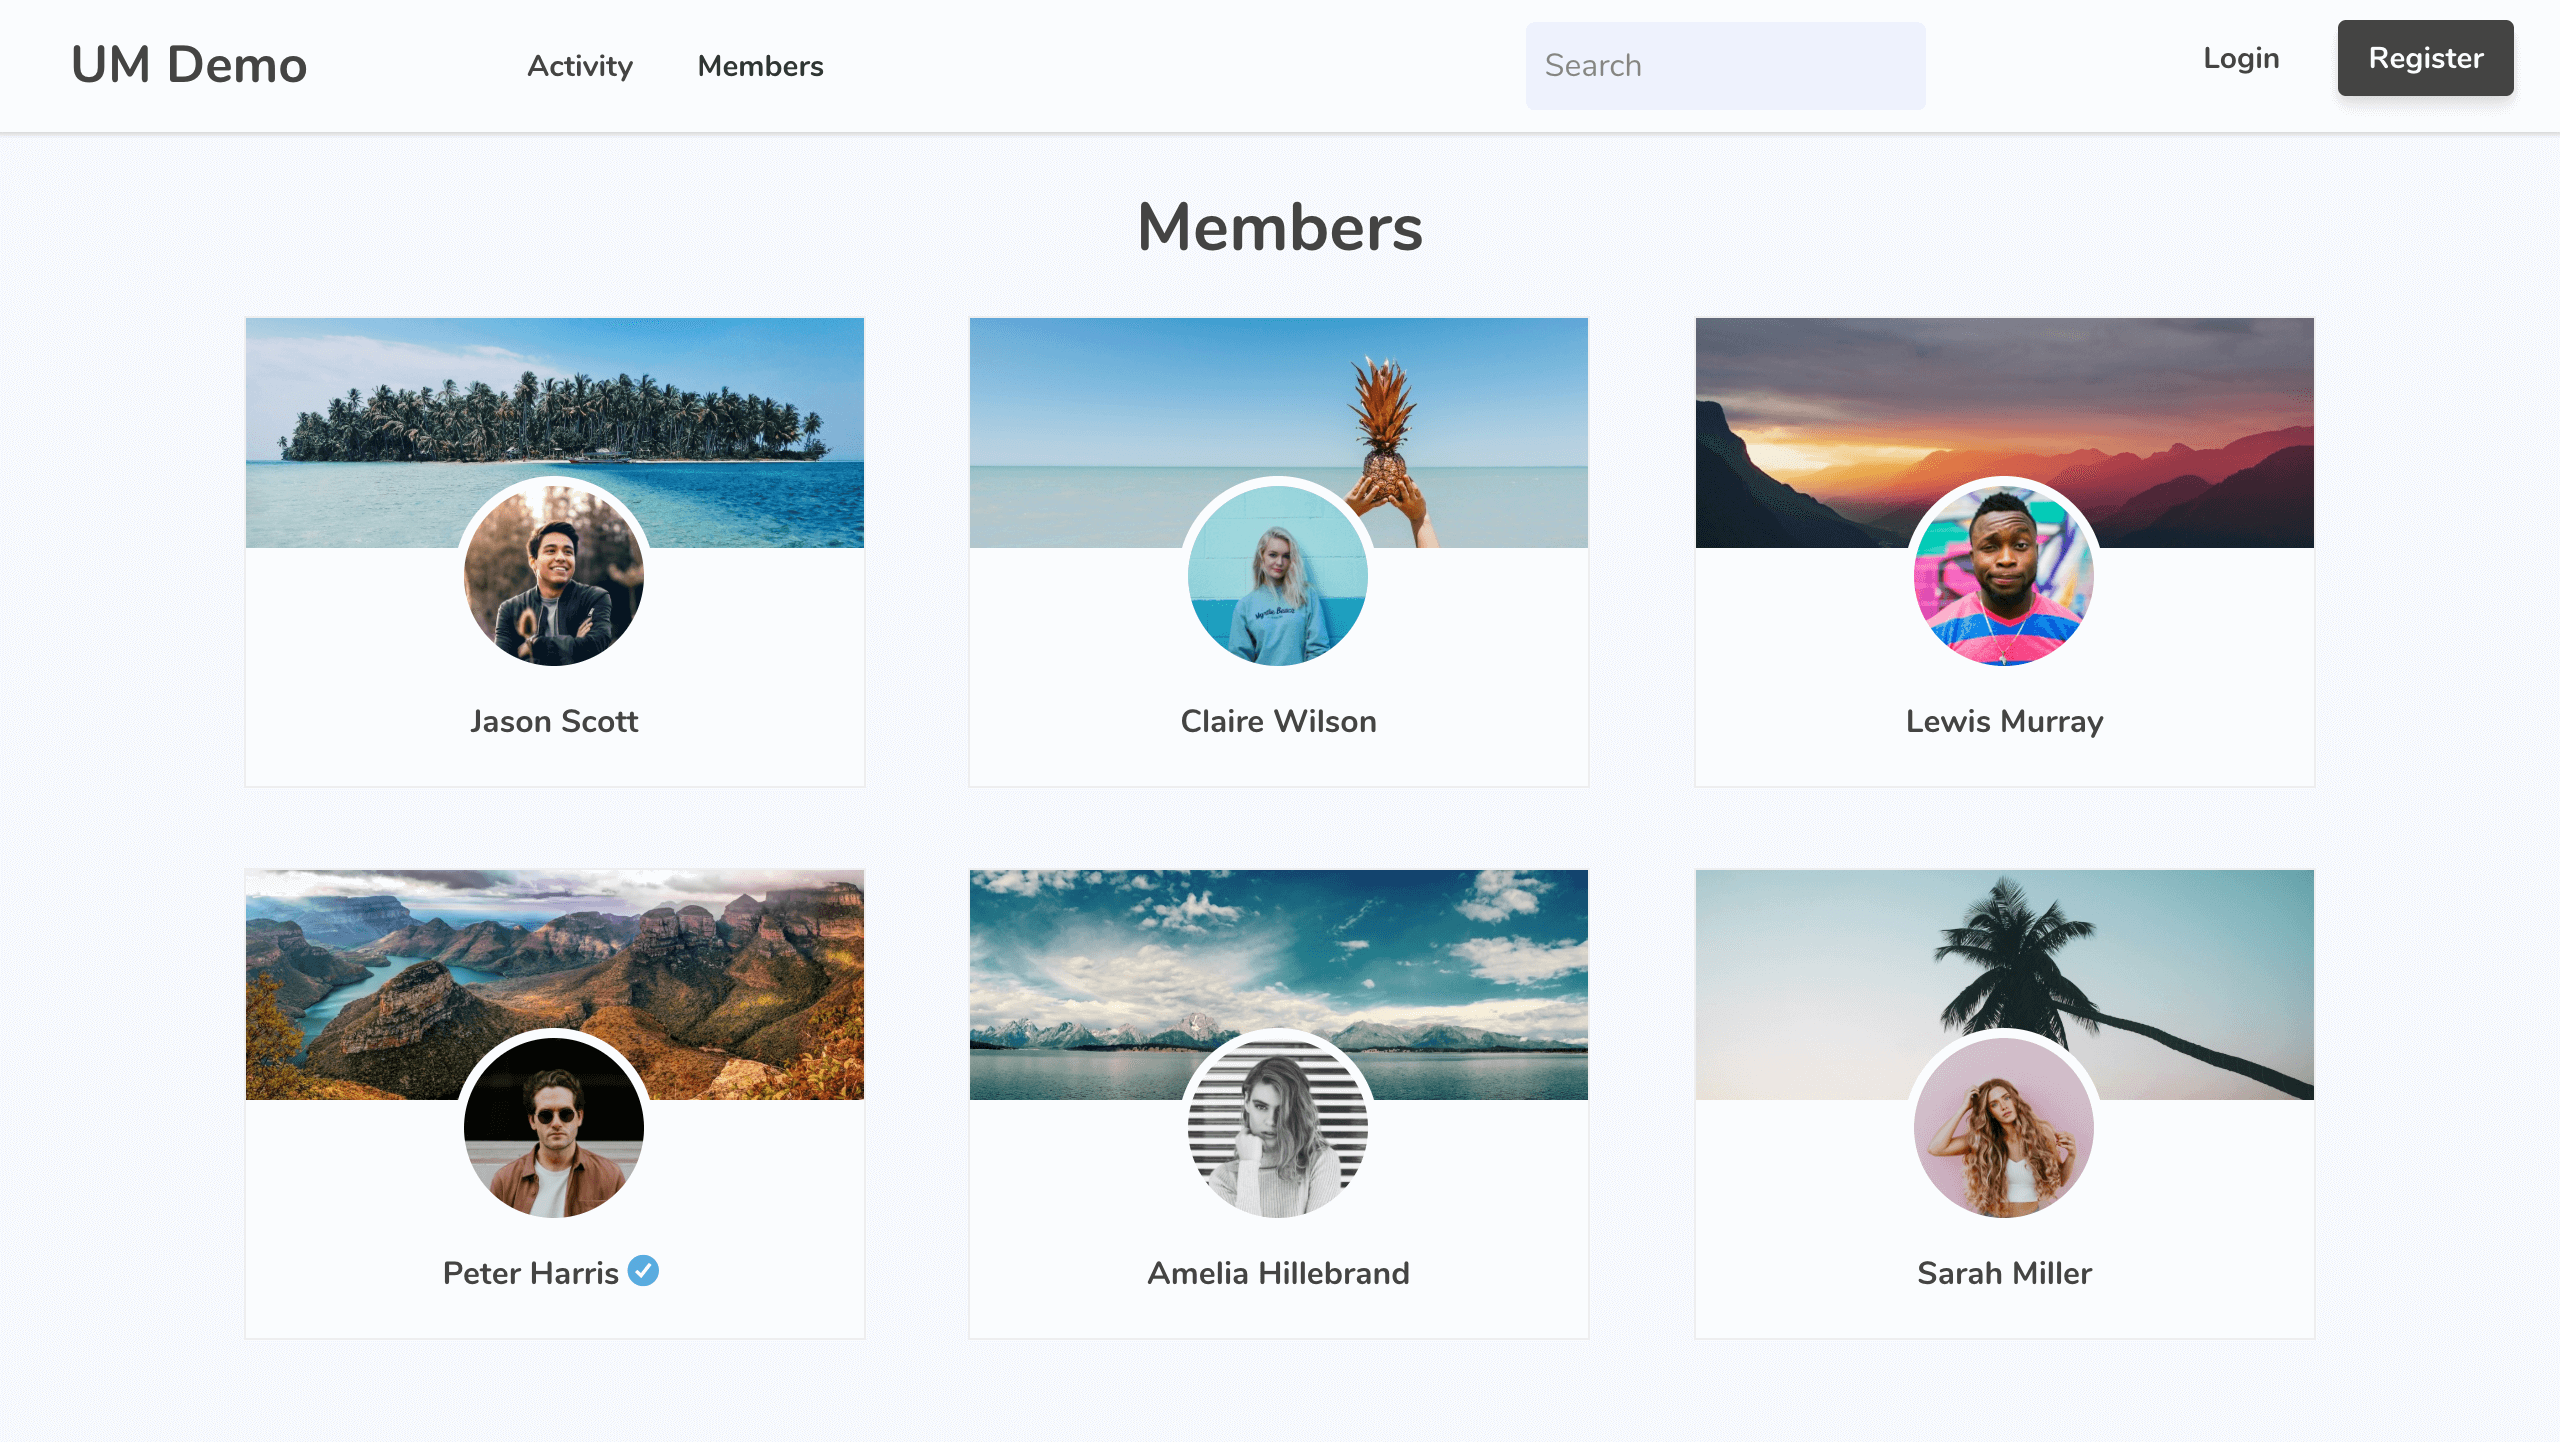 UM Demo
Activity
Members
Search
Login
Register
Members
Jason Scott
Claire Wilson
Lewis Murray
Peter Harris
Amelia Hillebrand
Sarah Miller